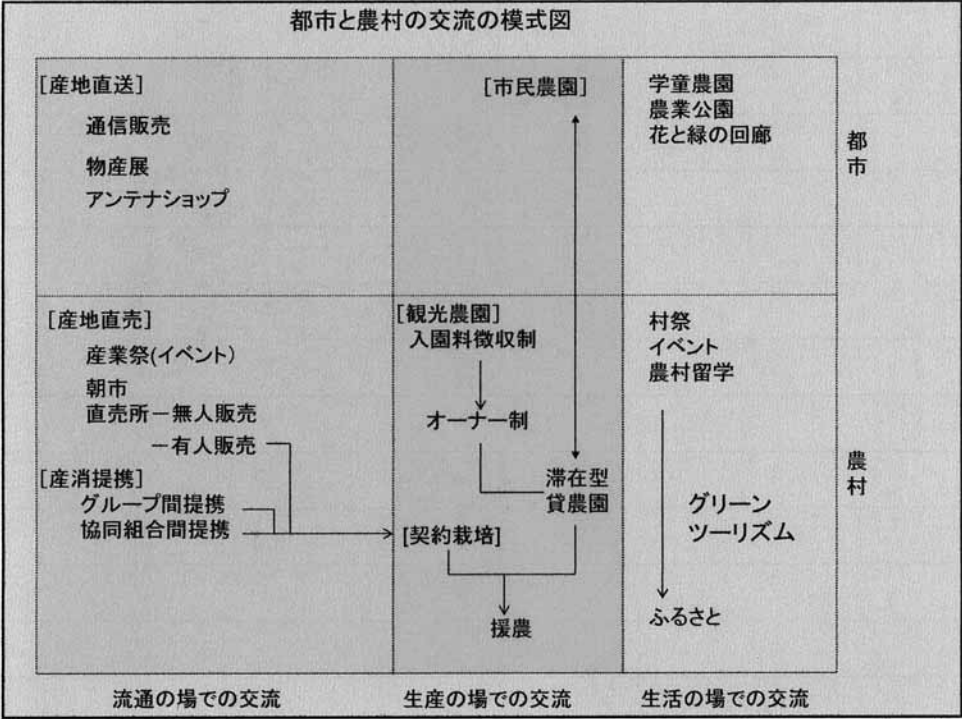 都市と農村の交流の模式図
[産地直送]
通信販売
物産展
アンテナショップ
[市民農園]
学童農園
農業公園
花と緑の回廊
都市
[産地直売]
産業祭(イベント)
朝市
直売所－無人販売
－有人販売
[産消提携]
グループ間提携
協同組合間提携
[観光農園]
入園料徴収制
オーナー制
滞在型
貸農園
[契約栽培]
援農
村祭
イベント
農村留学
グリーン
ツーリズム
ふるさと
農村
流通の場での交流
生産の場での交流
生活の場での交流